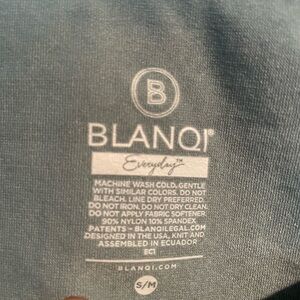 B
BLANQI®
Everyday™
MACHINE WASH COLD, GENTLE
WITH SIMILAR COLORS. DO NOT
BLEACH. LINE DRY PREFERRED.
DO NOT IRON. DO NOT DRY CLEAN.
DO NOT APPLY FABRIC SOFTENER.
90% NYLON 10% SPANDEX
PATENTS – BLANQILEGAL.COM
DESIGNED IN THE USA, KNIT AND
ASSEMBLED IN ECUADOR
EC1
BLANQI.COM
S/M